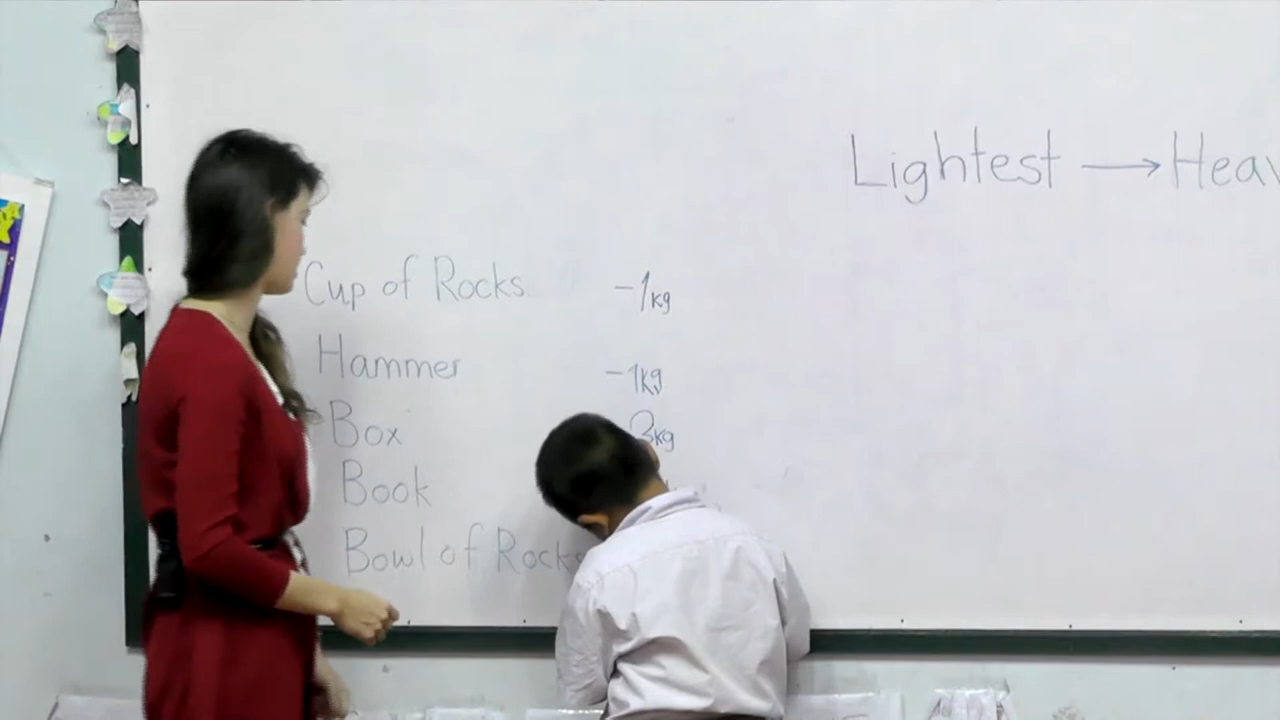 Lightest → Heav
Cup of Rocks -1kg
Hammer -1kg
Box 3kg
Book
Bowl of Rocks